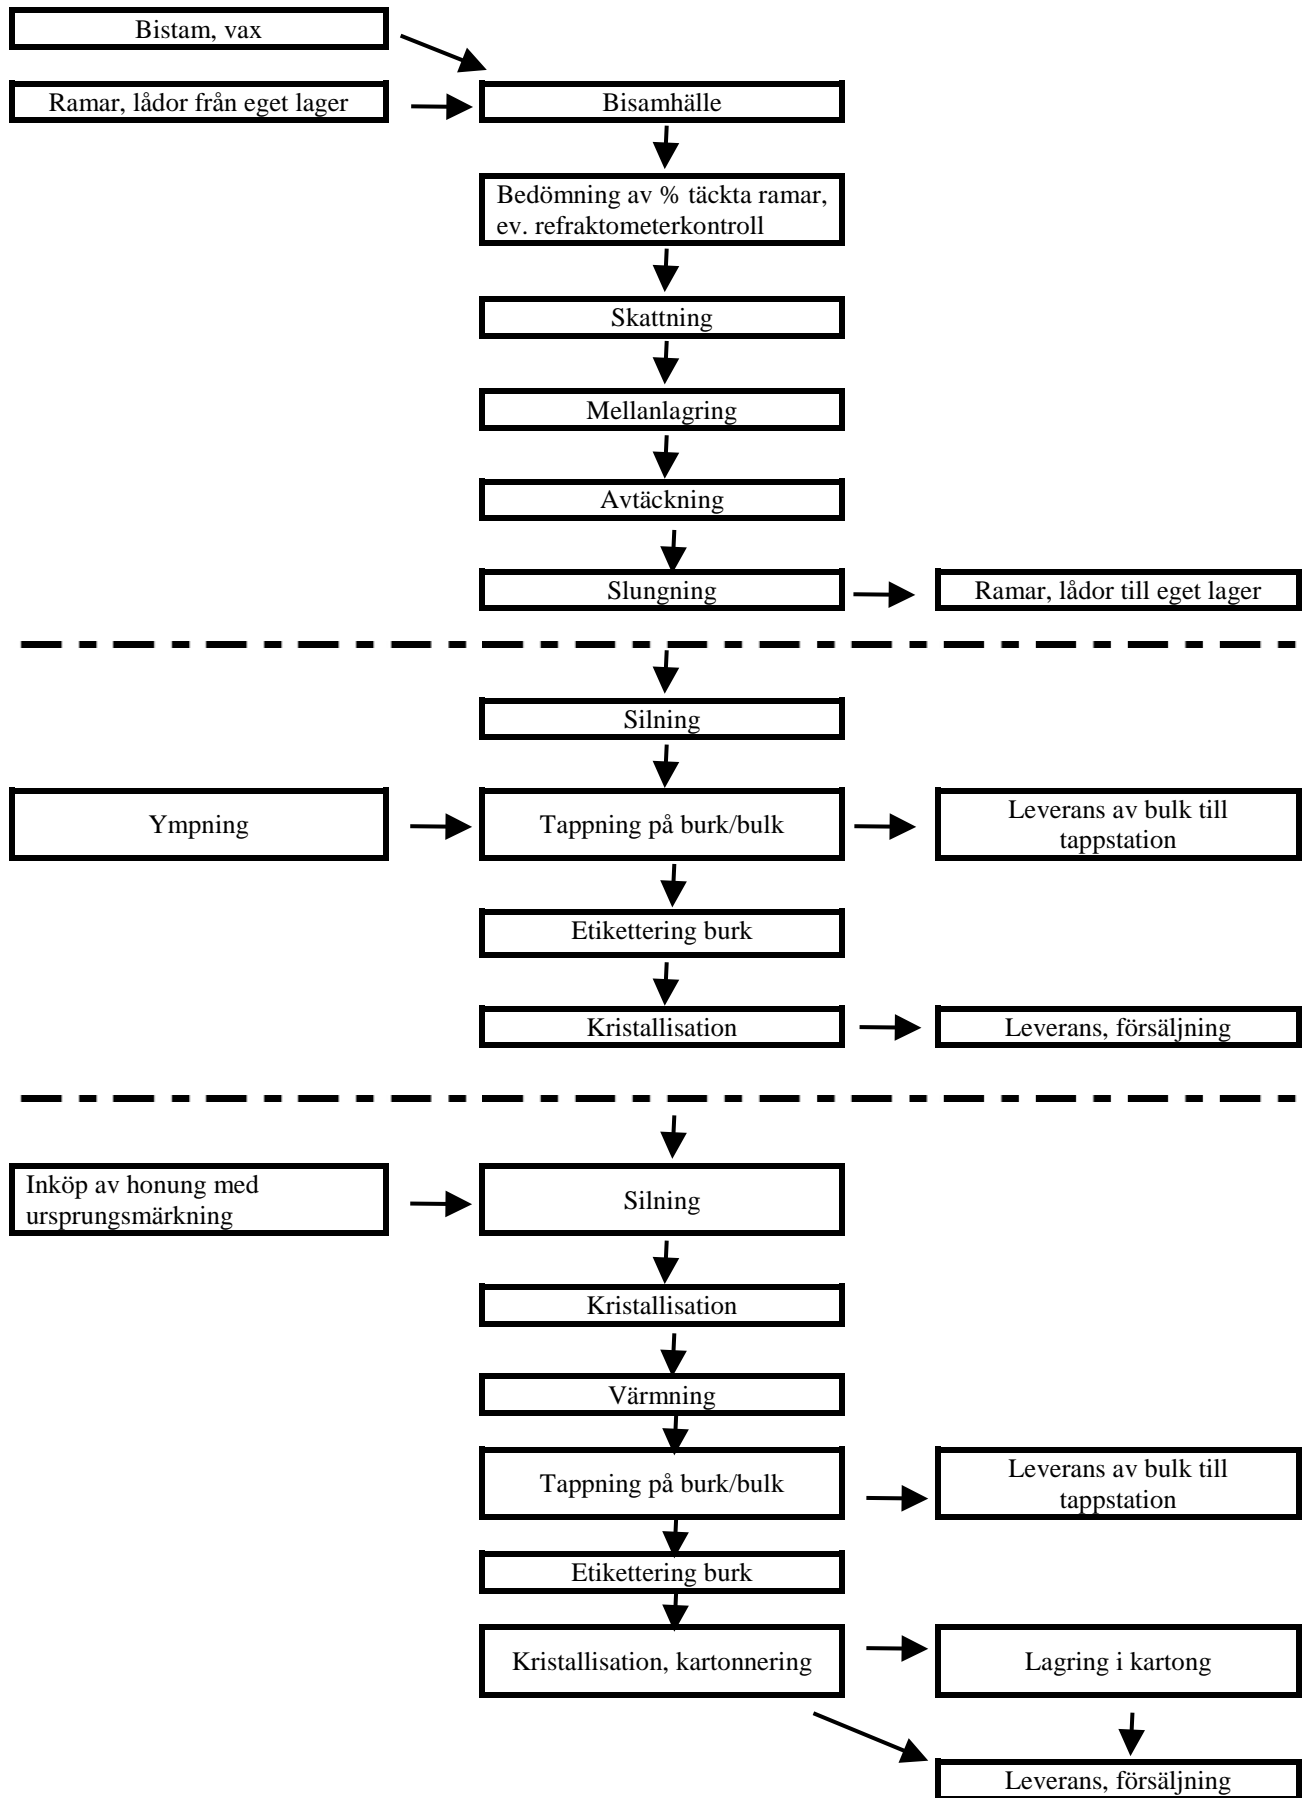 Bistam, vax
Ramar, lådor från eget lager
Bisamhälle
Bedömning av % täckta ramar,
ev. refraktometerkontroll
Skattning
Mellanlagring
Avtäckning
Slungning
Ramar, lådor till eget lager
Silning
Ympning
Tappning på burk/bulk
Leverans av bulk till
tappstation
Etikettering burk
Kristallisation
Leverans, försäljning
Inköp av honung med
ursprungsmärkning
Silning
Kristallisation
Värmning
Tappning på burk/bulk
Leverans av bulk till
tappstation
Etikettering burk
Kristallisation, kartonnering
Lagring i kartong
Leverans, försäljning